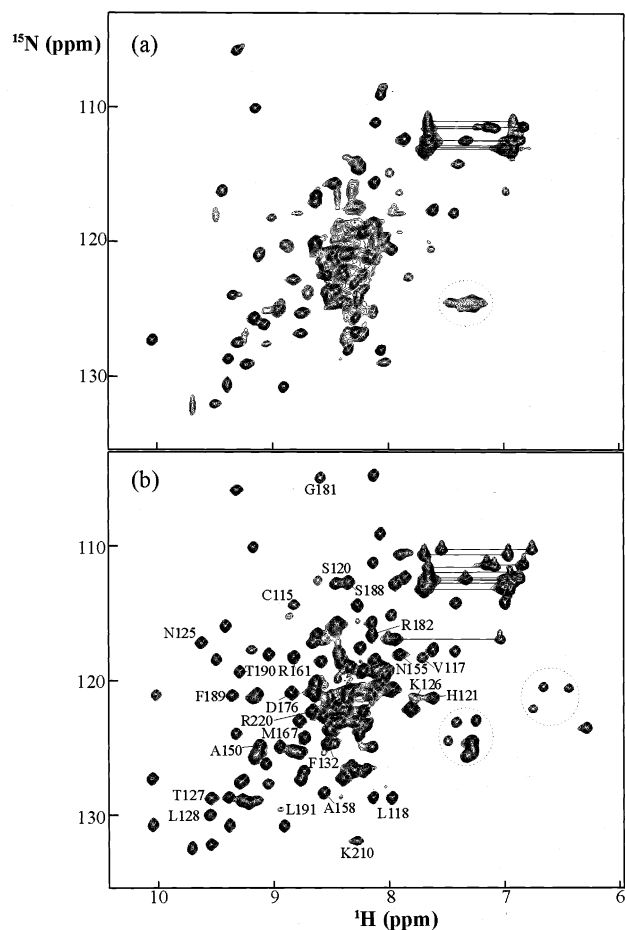 ¹⁵N (ppm)
(a)
110
120
130
(b)
G181
110
S120
S188
C115
R182
N125
T190 R161
N155
V117
120
K126
F189
D176
H121
R220
M167
A150
F132
T127
L191
A158
L118
130
L128
K210
10
9
8
7
6
¹H (ppm)